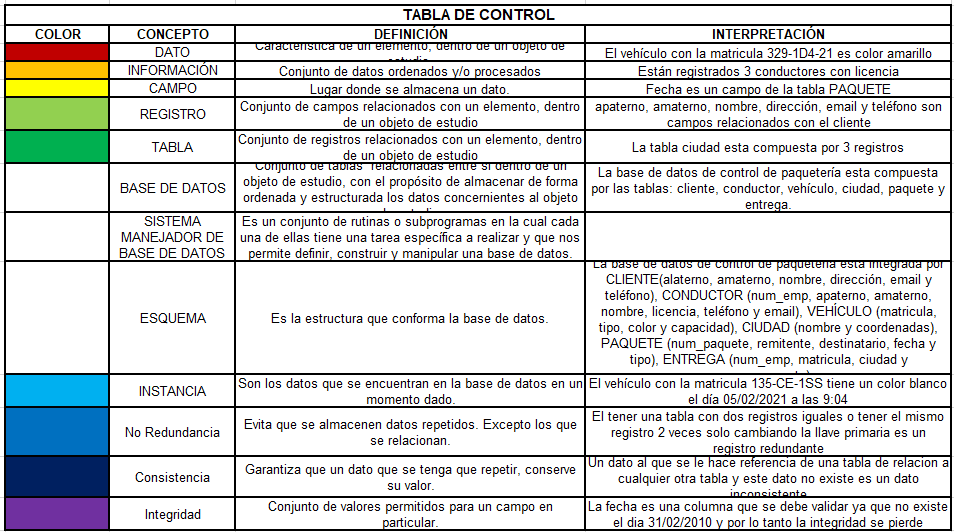 TABLA DE CONTROL
COLOR CONCEPTO DEFINICIÓN INTERPRETACIÓN
DATO
Característica de un elemento, dentro de un objeto de
El vehículo con la matricula 329-1D4-21 es color amarillo
INFORMACIÓN
Conjunto de datos ordenados y/o procesados
Están registrados 3 conductores con licencia
CAMPO
Lugar donde se almacena un dato.
Fecha es un campo de la tabla PAQUETE
REGISTRO
Conjunto de campos relacionados con un elemento, dentro
de un objeto de estudio
apaterno, amaterno, nombre, dirección, email y teléfono son
campos relacionados con el cliente
TABLA
Conjunto de registros relacionados con un elemento, dentro
de un objeto de estudio
La tabla ciudad esta compuesta por 3 registros
BASE DE DATOS
Conjunto de tablas relacionadas entre si dentro de un
objeto de estudio, con el propósito de almacenar de forma
ordenada y estructurada los datos concernientes al objeto
La base de datos de control de paquetería esta compuesta
por las tablas: cliente, conductor, vehículo, ciudad, paquete y
entrega.
SISTEMA
MANEJADOR DE
BASE DE DATOS
Es un conjunto de rutinas o subprogramas en la cual cada
una de ellas tiene una tarea específica a realizar y que nos
permite definir, construir y manipular una base de datos.
ESQUEMA
Es la estructura que conforma la base de datos.
La base de datos de control de paquetería esta integrada por
CLIENTE(alaterno, amaterno, nombre, dirección, email y
teléfono), CONDUCTOR (num_emp, apaterno, amaterno,
nombre, licencia, teléfono y email), VEHÍCULO (matricula,
tipo, color y capacidad), CIUDAD (nombre y coordenadas),
PAQUETE (num_paquete, remitente, destinatario, fecha y
tipo), ENTREGA (num_emp, matricula, ciudad y
INSTANCIA
Son los datos que se encuentran en la base de datos en un
momento dado.
El vehículo con la matricula 135-CE-1SS tiene un color blanco
el día 05/02/2021 a las 9:04
No Redundancia
Evita que se almacenen datos repetidos. Excepto los que
se relacionan.
El tener una tabla con dos registros iguales o tener el mismo
registro 2 veces solo cambiando la llave primaria es un
registro redundante
Consistencia
Garantiza que un dato que se tenga que repetir, conserve
su valor.
Un dato al que se le hace referencia de una tabla de relacion a
cualquier otra tabla y este dato no existe es un dato
inconsistente
Integridad
Conjunto de valores permitidos para un campo en
particular.
La fecha es una columna que se debe validar ya que no existe
el dia 31/02/2010 y por lo tanto la integridad se pierde